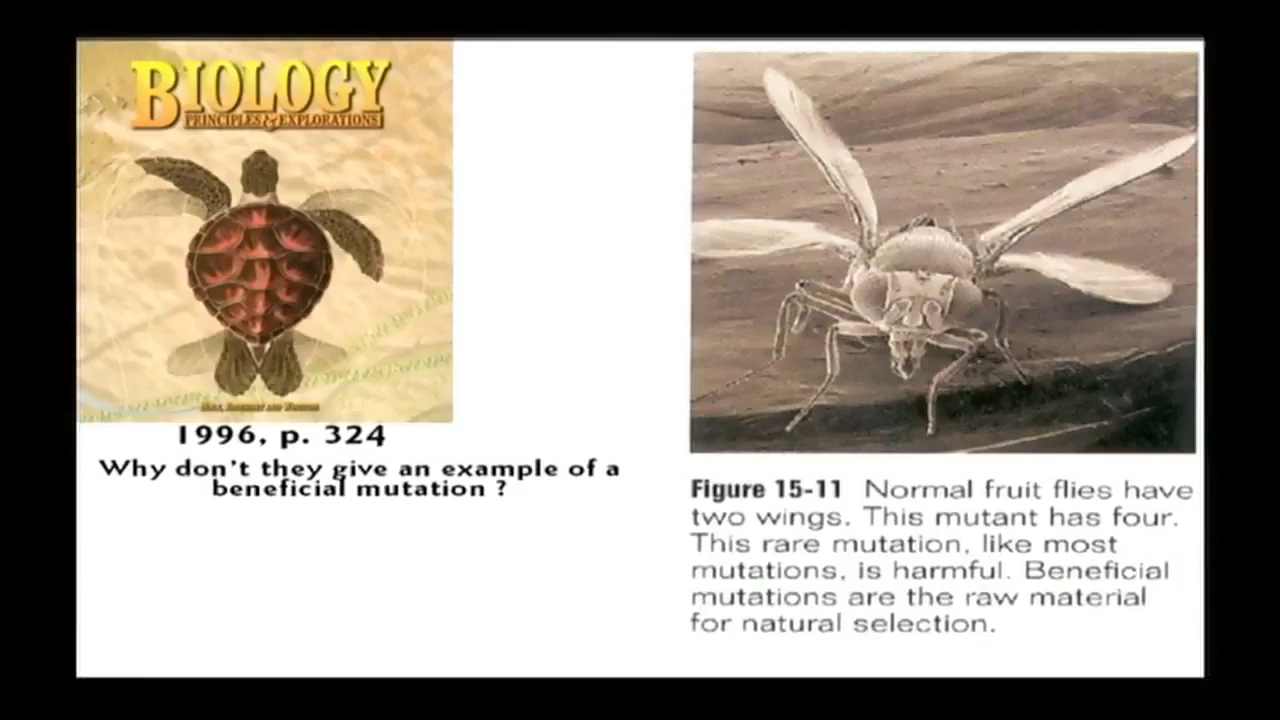 BIOLOGY
PRINCIPLES & EXPLORATIONS
1996, p. 324
Why don't they give an example of a
beneficial mutation ?
Figure 15-11 Normal fruit flies have
two wings. This mutant has four.
This rare mutation, like most
mutations, is harmful. Beneficial
mutations are the raw material
for natural selection.